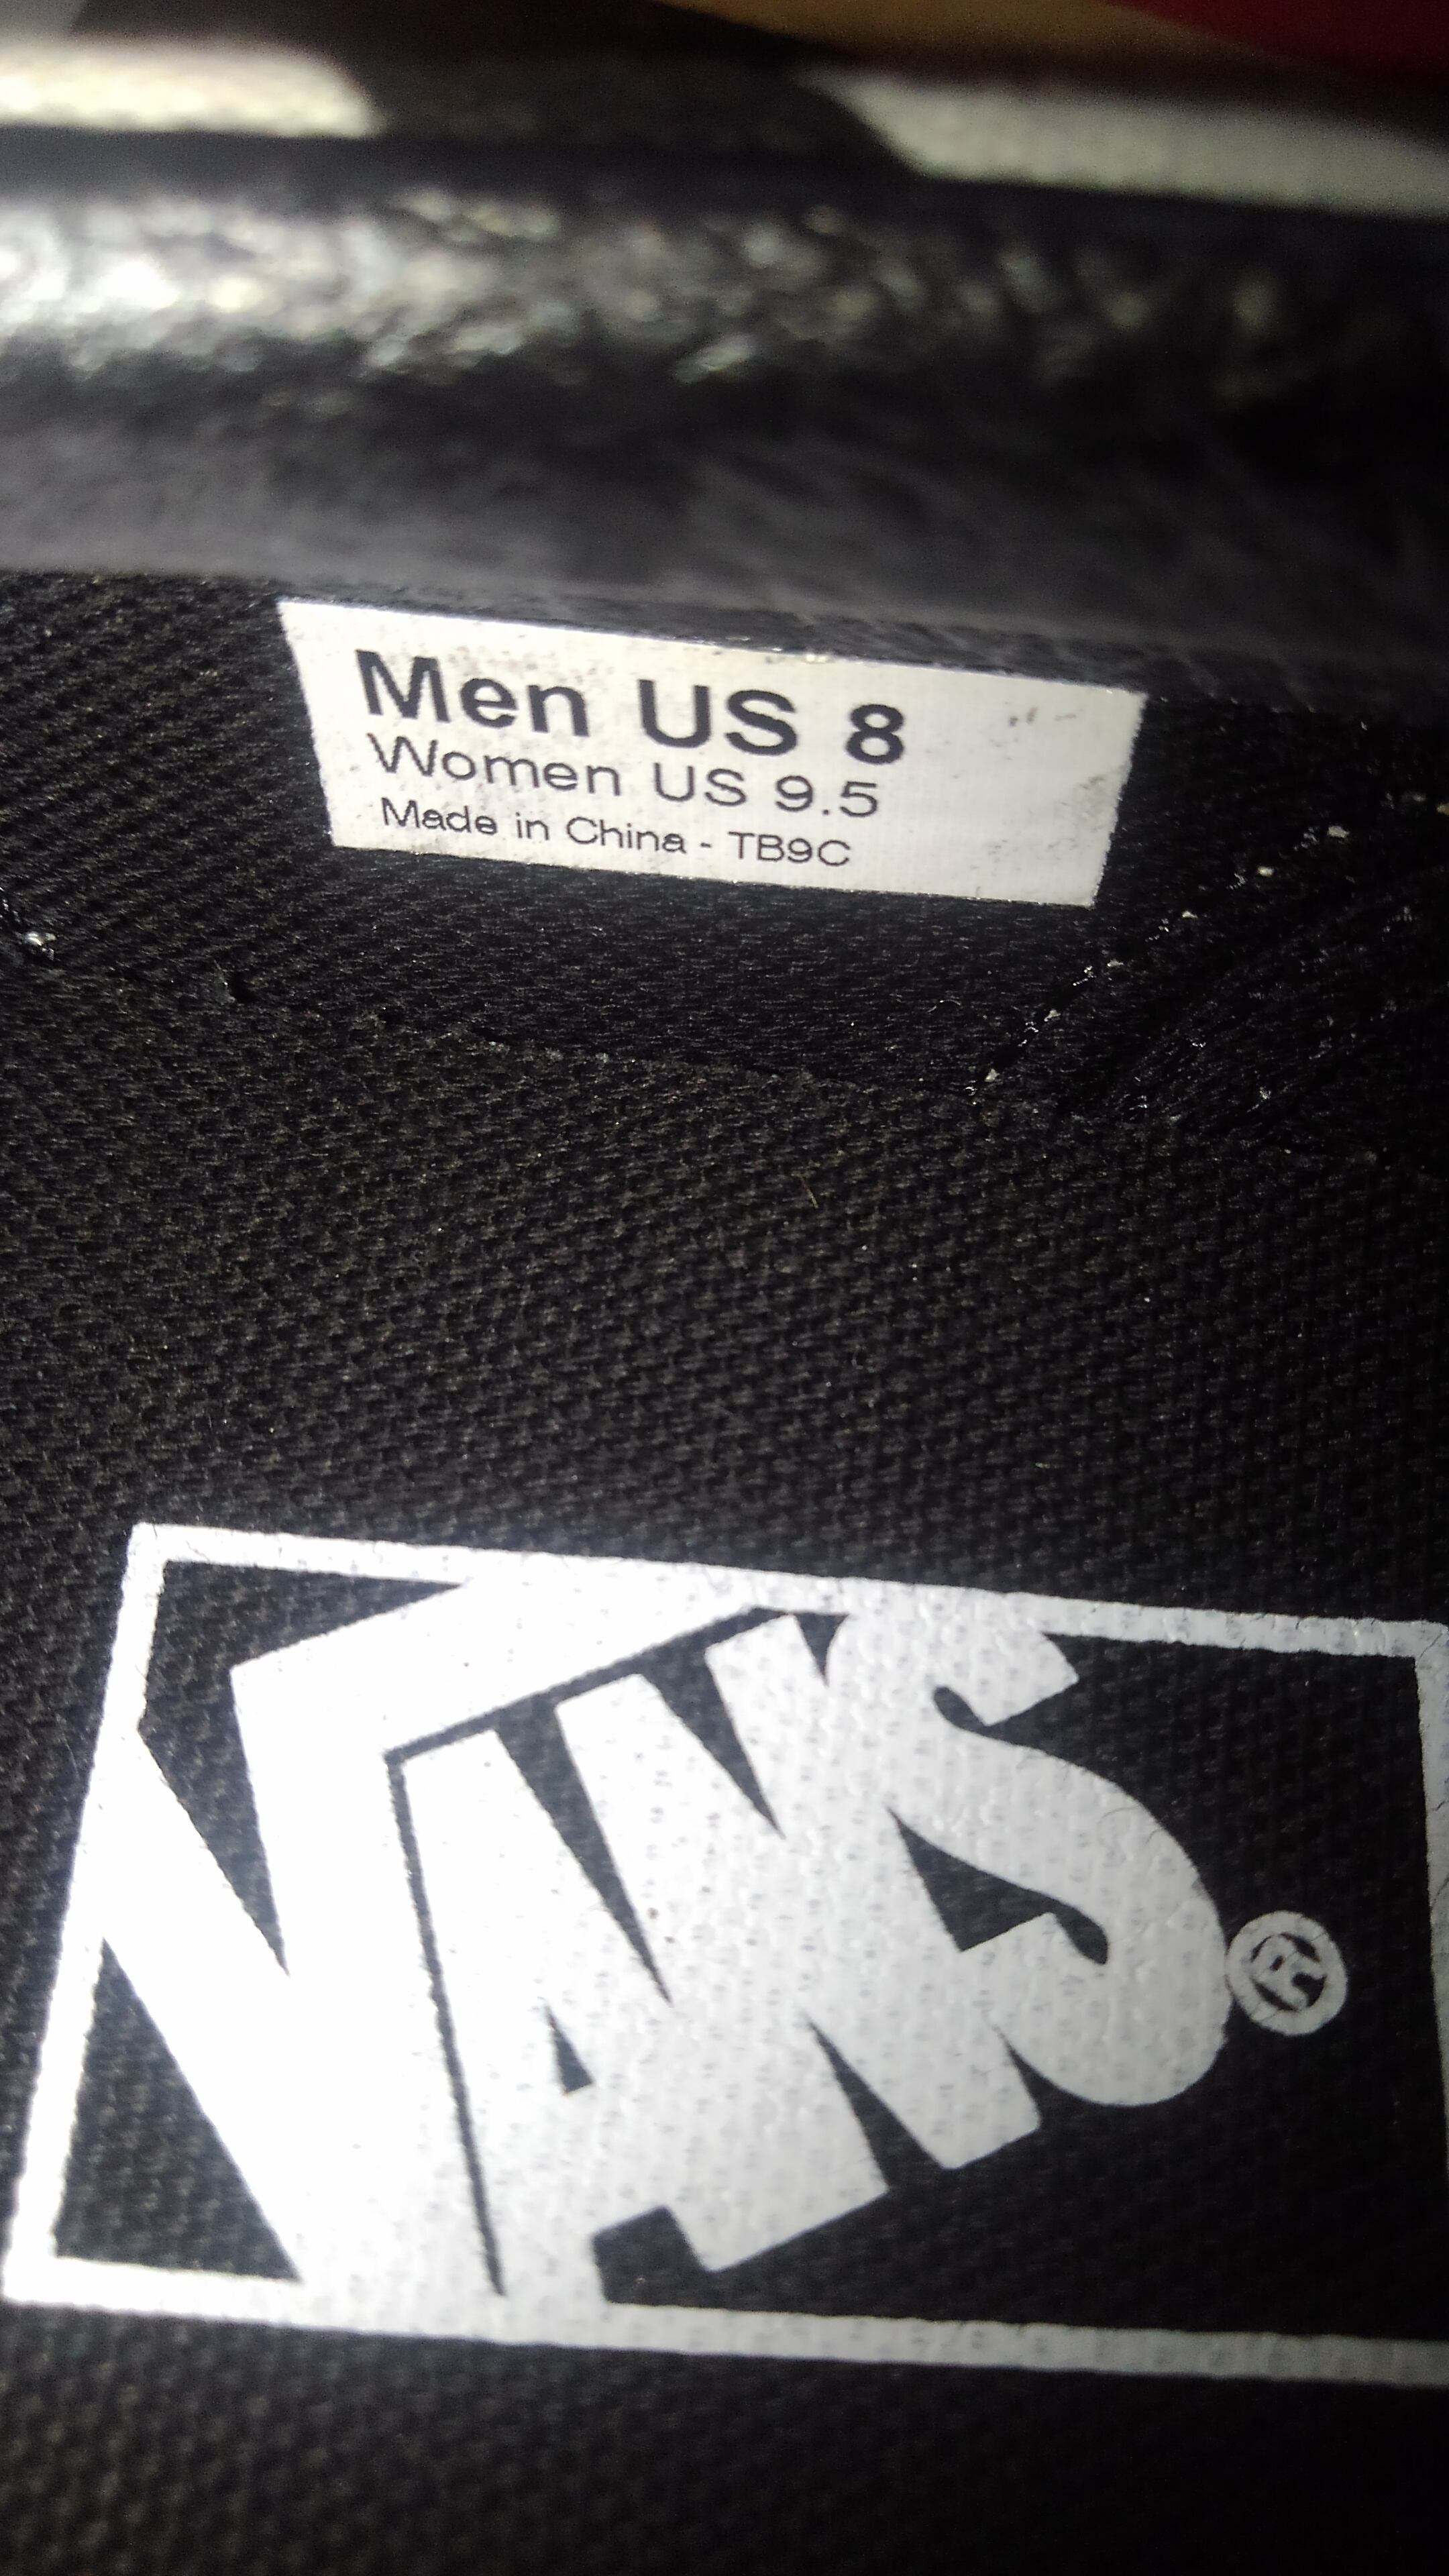 Men US 8
Women US 9.5
Made in China - TB9C
VANS®